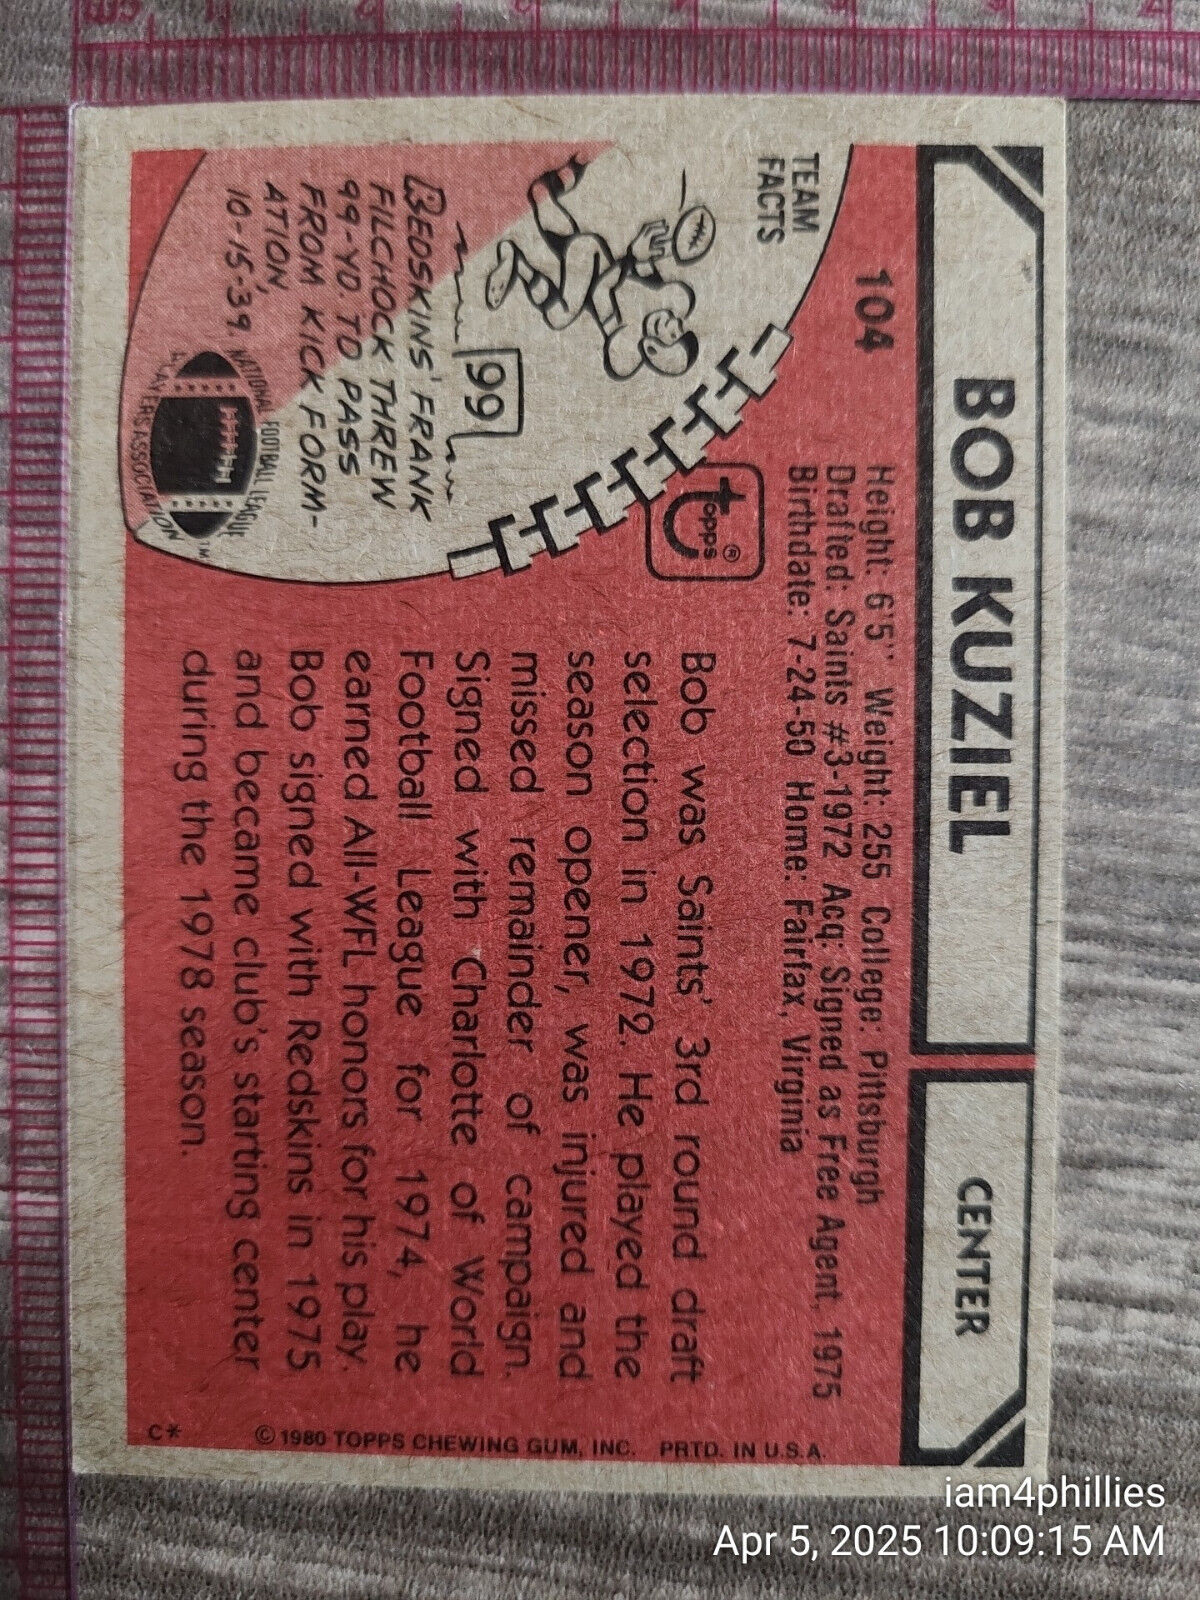 BOB KUZIEL
CENTER
104
Height: 6'5'' Weight: 255 College: Pittsburgh
Drafted: Saints #3-1972 Acq: Signed as Free Agent, 1975
Birthdate: 7-24-50 Home: Fairfax, Virginia
TEAM
FACTS
99
REDSKINS' FRANK
FILCHOCK THREW
99-YD. TD PASS
FROM KICK FORM-
ATION,
10-15-39.
NATIONAL FOOTBALL LEAGUE
PLAYERS ASSOCIATION
TM
topps®
Bob was Saints' 3rd round draft
selection in 1972. He played the
season opener, was injured and
missed remainder of campaign.
Signed with Charlotte of World
Football League for 1974, he
earned All-WFL honors for his play.
Bob signed with Redskins in 1975
and became club's starting center
during the 1978 season.
C*
© 1980 TOPPS CHEWING GUM, INC. PRTD. IN U.S.A.
iam4phillies
Apr 5, 2025 10:09:15 AM